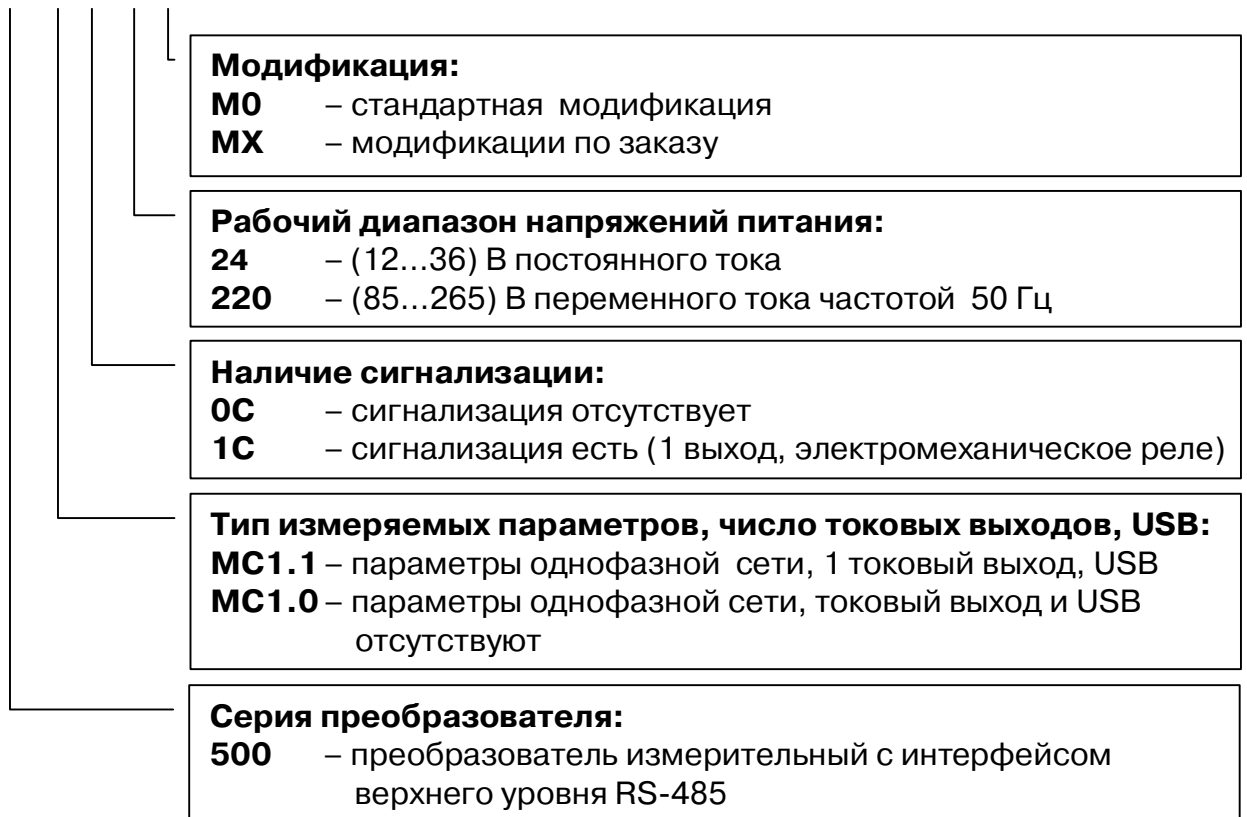 Модификация:
М0 – стандартная модификация
МХ – модификации по заказу
Рабочий диапазон напряжений питания:
24 – (12...36) В постоянного тока
220 – (85...265) В переменного тока частотой 50 Гц
Наличие сигнализации:
0С – сигнализация отсутствует
1С – сигнализация есть (1 выход, электромеханическое реле)
Тип измеряемых параметров, число токовых выходов, USB:
МС1.1 – параметры однофазной сети, 1 токовый выход, USB
МС1.0 – параметры однофазной сети, токовый выход и USB
отсутствуют
Серия преобразователя:
500 – преобразователь измерительный с интерфейсом
верхнего уровня RS-485